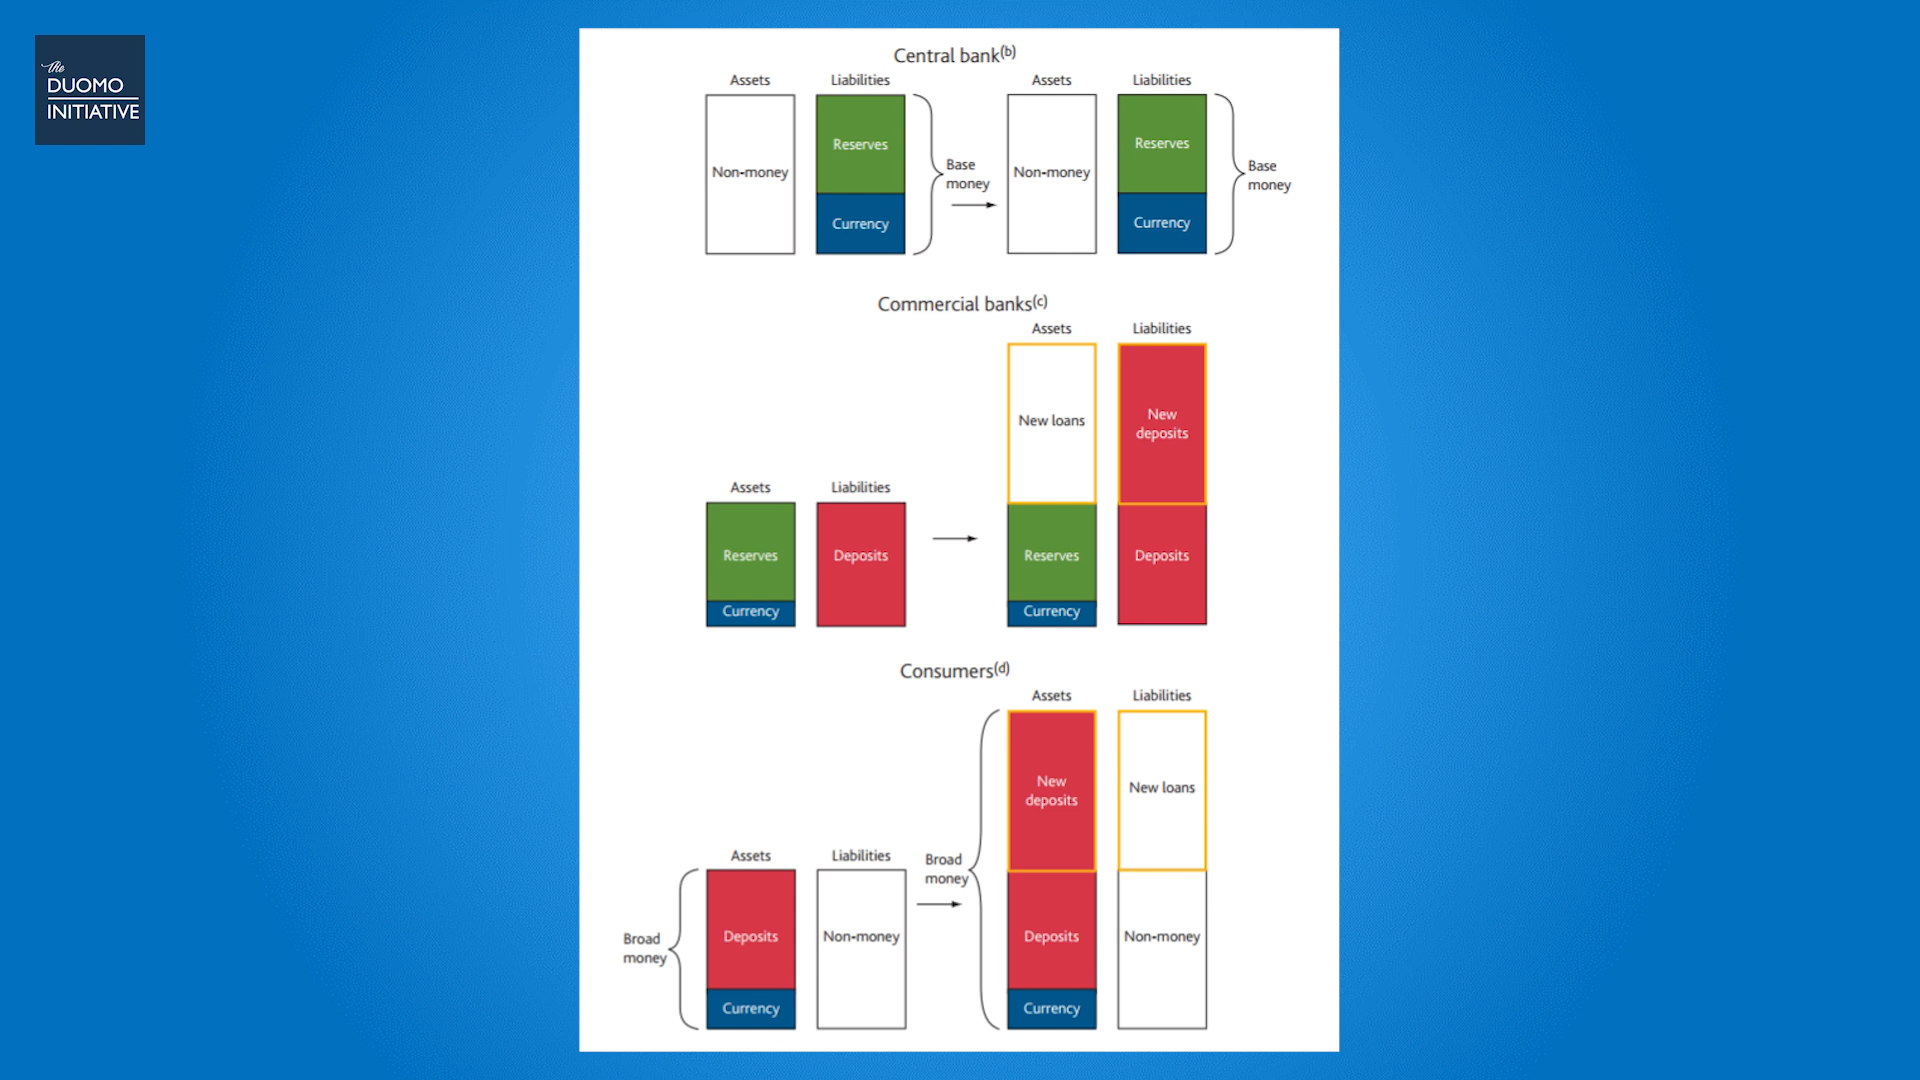 The
DUOMO
INITIATIVE
Central bank(b)
Assets
Liabilities
Assets
Liabilities
Non-money
Reserves
Currency
Base
money
Non-money
Reserves
Currency
Base
money
Commercial banks(c)
Assets
Liabilities
New loans
New
deposits
Assets
Liabilities
Reserves
Deposits
Reserves
Deposits
Currency
Currency
Consumers(d)
Assets
Liabilities
New
deposits
New loans
Assets
Liabilities
Broad
money
Broad
money
Deposits
Non-money
Deposits
Non-money
Currency
Currency